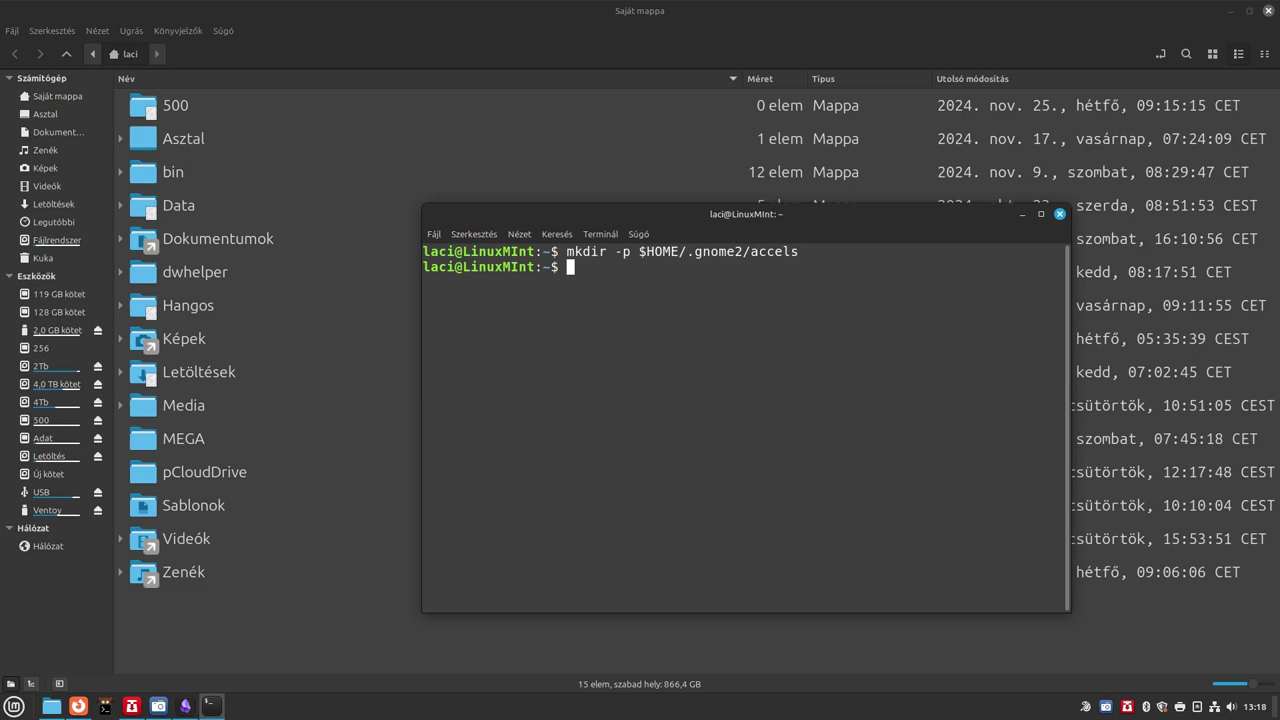 Saját mappa
Fájl Szerkesztés Nézet Ugrás Könyvjelzők Súgó
laci
Számítógép
Saját mappa
Asztal
Dokument...
Zenék
Képek
Videók
Letöltések
Legutóbbi
Fájlrendszer
Kuka
Eszközök
119 GB kötet
128 GB kötet
2,0 GB kötet
256
2Tb
4,0 TB kötet
4Tb
500
Adat
Letöltés
Új kötet
USB
Ventoy
Hálózat
Hálózat
Név Méret Típus Utolsó módosítás
500 0 elem Mappa 2024. nov. 25., hétfő, 09:15:15 CET
Asztal 1 elem Mappa 2024. nov. 17., vasárnap, 07:24:09 CET
bin 12 elem Mappa 2024. nov. 9., szombat, 08:29:47 CET
Data szerda, 08:51:53 CEST
Dokumentumok 16:10:56 CET
dwhelper kedd, 08:17:51 CET
Hangos vasárnap, 09:11:55 CET
Képek hétfő, 05:35:39 CEST
Letöltések kedd, 07:02:45 CET
Media csütörtök, 10:51:05 CEST
MEGA szombat, 07:45:18 CET
pCloudDrive csütörtök, 12:17:48 CEST
Sablonok csütörtök, 10:10:04 CEST
Videók csütörtök, 15:53:51 CET
Zenék hétfő, 09:06:06 CET
laci@LinuxMInt: ~
Fájl Szerkesztés Nézet Keresés Terminál Súgó
laci@LinuxMInt:~$ mkdir -p $HOME/.gnome2/accels
laci@LinuxMInt:~$
15 elem, szabad hely: 866,4 GB
13:18